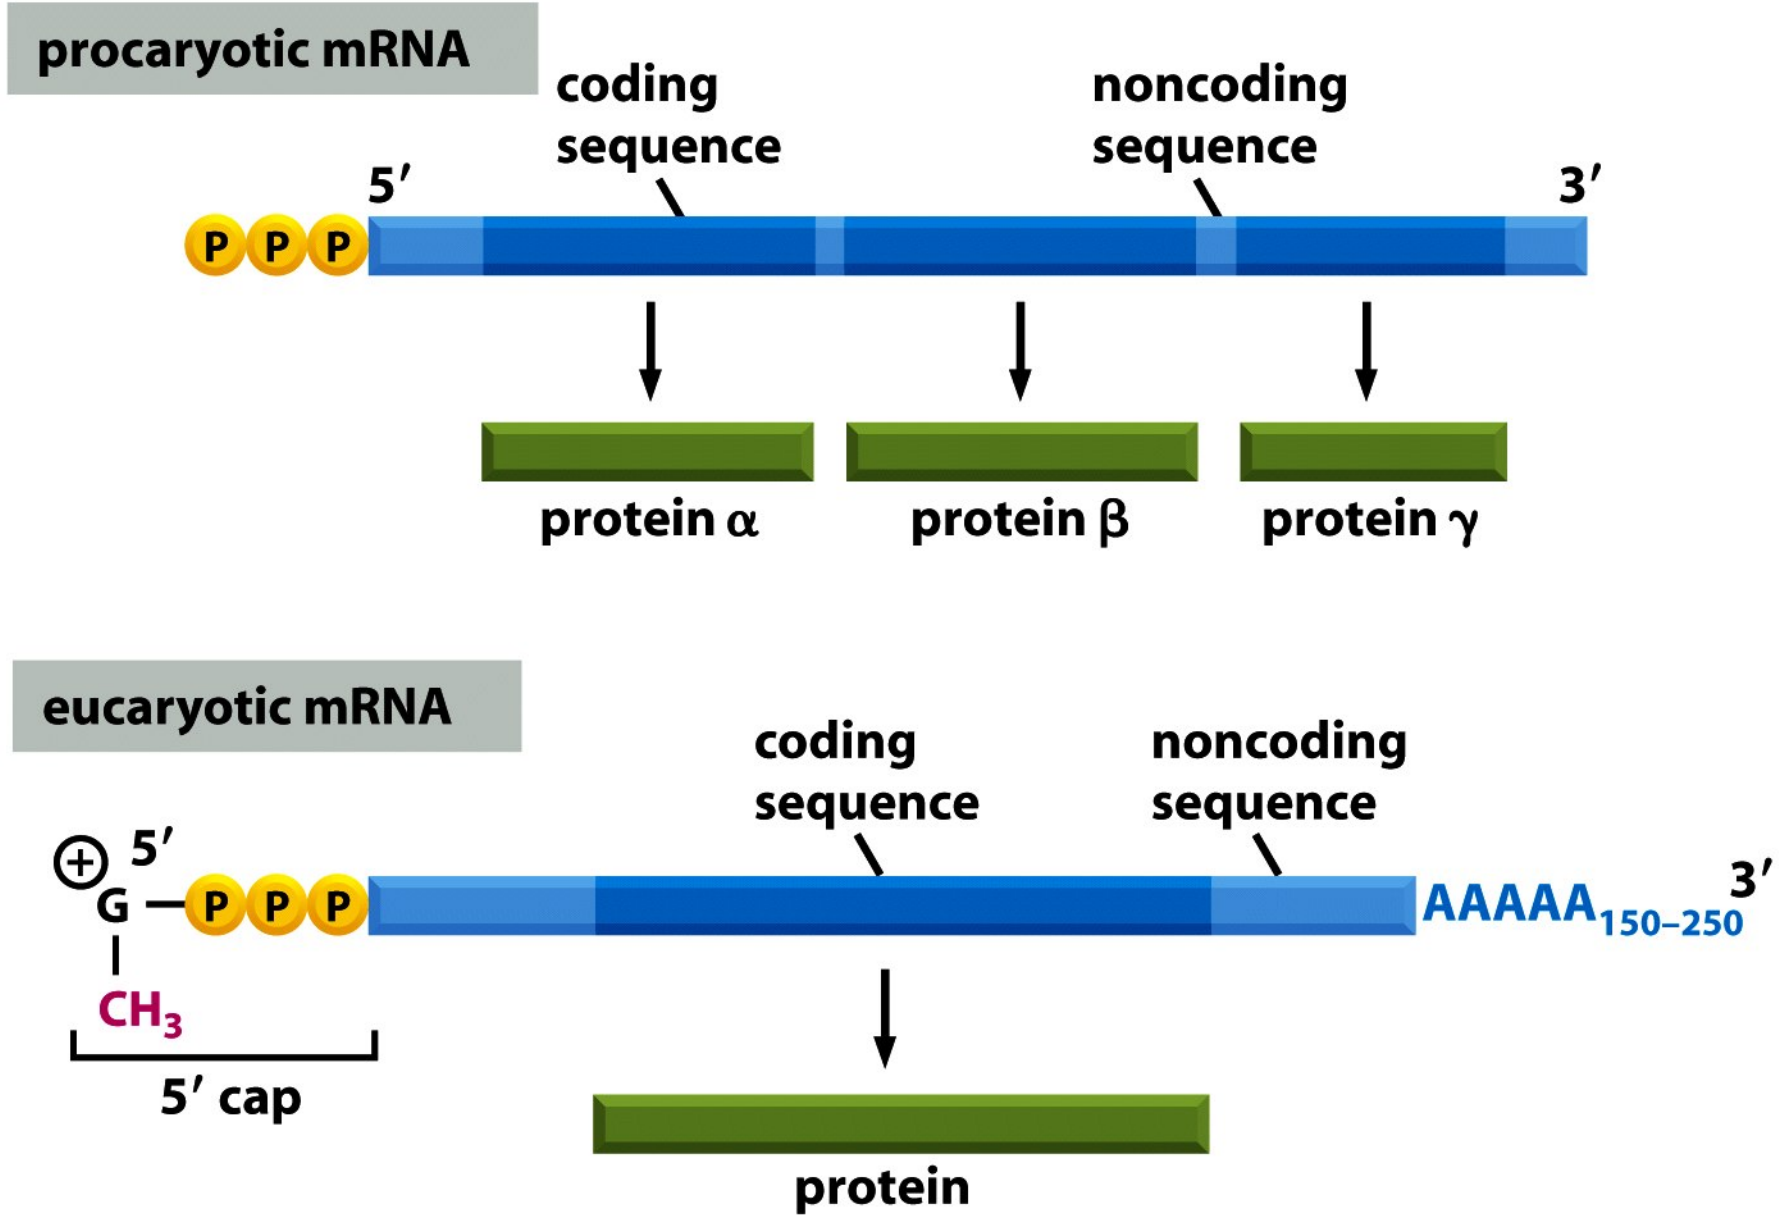 procaryotic mRNA
coding
sequence
noncoding
sequence
5′
3′
P P P
protein α
protein β
protein γ
eucaryotic mRNA
coding
sequence
noncoding
sequence
+
5′
G
P P P
AAAAA150–250
3′
CH3
5′ cap
protein